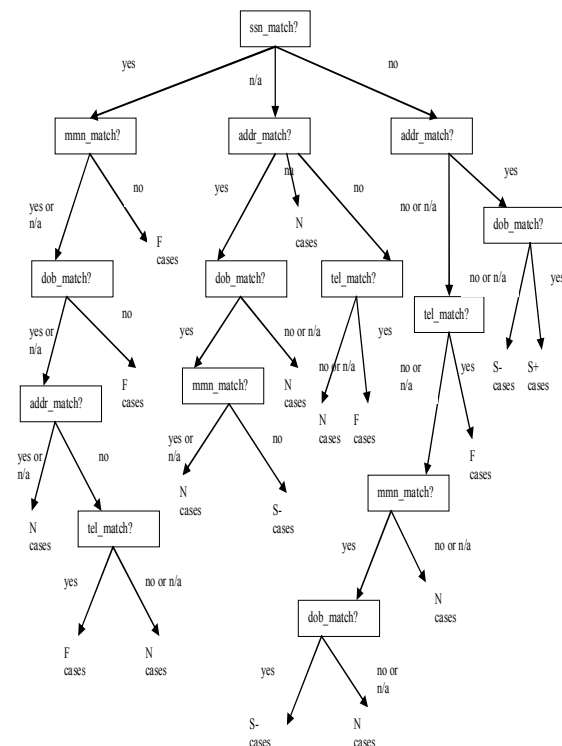 ssn_match?
yes
n/a
no
mmn_match?
addr_match?
addr_match?
na
yes
no
yes
yes or
n/a
no
no or n/a
N
cases
F
cases
dob_match?
dob_match?
dob_match?
tel_match?
no or n/a
yes
yes or
n/a
no
yes
no or n/a
yes
no or n/a
tel_match?
S-
cases
S+
cases
F
cases
addr_match?
mmn_match?
N
cases
N
cases
F
cases
no or
n/a
yes
F
cases
yes or
n/a
no
yes or
n/a
no
N
cases
tel_match?
N
cases
S-
cases
mmn_match?
yes
no or n/a
yes
no or n/a
N
cases
dob_match?
F
cases
N
cases
yes
no or
n/a
S-
cases
N
cases